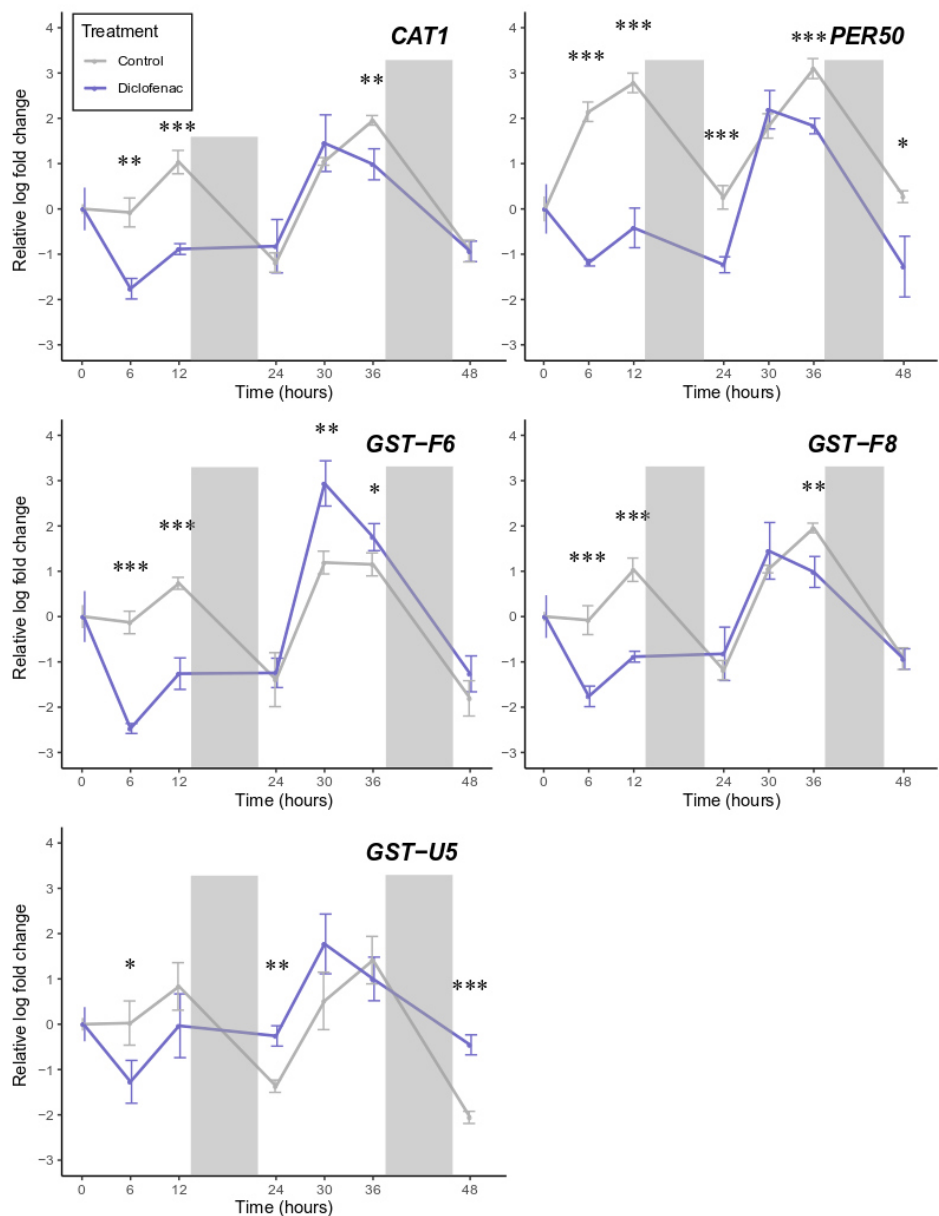 Treatment
Control
Diclofenac
CAT1
Relative log fold change
4
3
2
1
0
−1
−2
−3
** *** **
0 6 12 24 30 36 48
Time (hours)
PER50
4
3
2
1
0
−1
−2
−3
*** *** *** *** *
0 6 12 24 30 36 48
Time (hours)
GST−F6
Relative log fold change
4
3
2
1
0
−1
−2
−3
*** *** ** *
0 6 12 24 30 36 48
Time (hours)
GST−F8
4
3
2
1
0
−1
−2
−3
*** *** **
0 6 12 24 30 36 48
Time (hours)
GST−U5
Relative log fold change
4
3
2
1
0
−1
−2
−3
* ** ***
0 6 12 24 30 36 48
Time (hours)